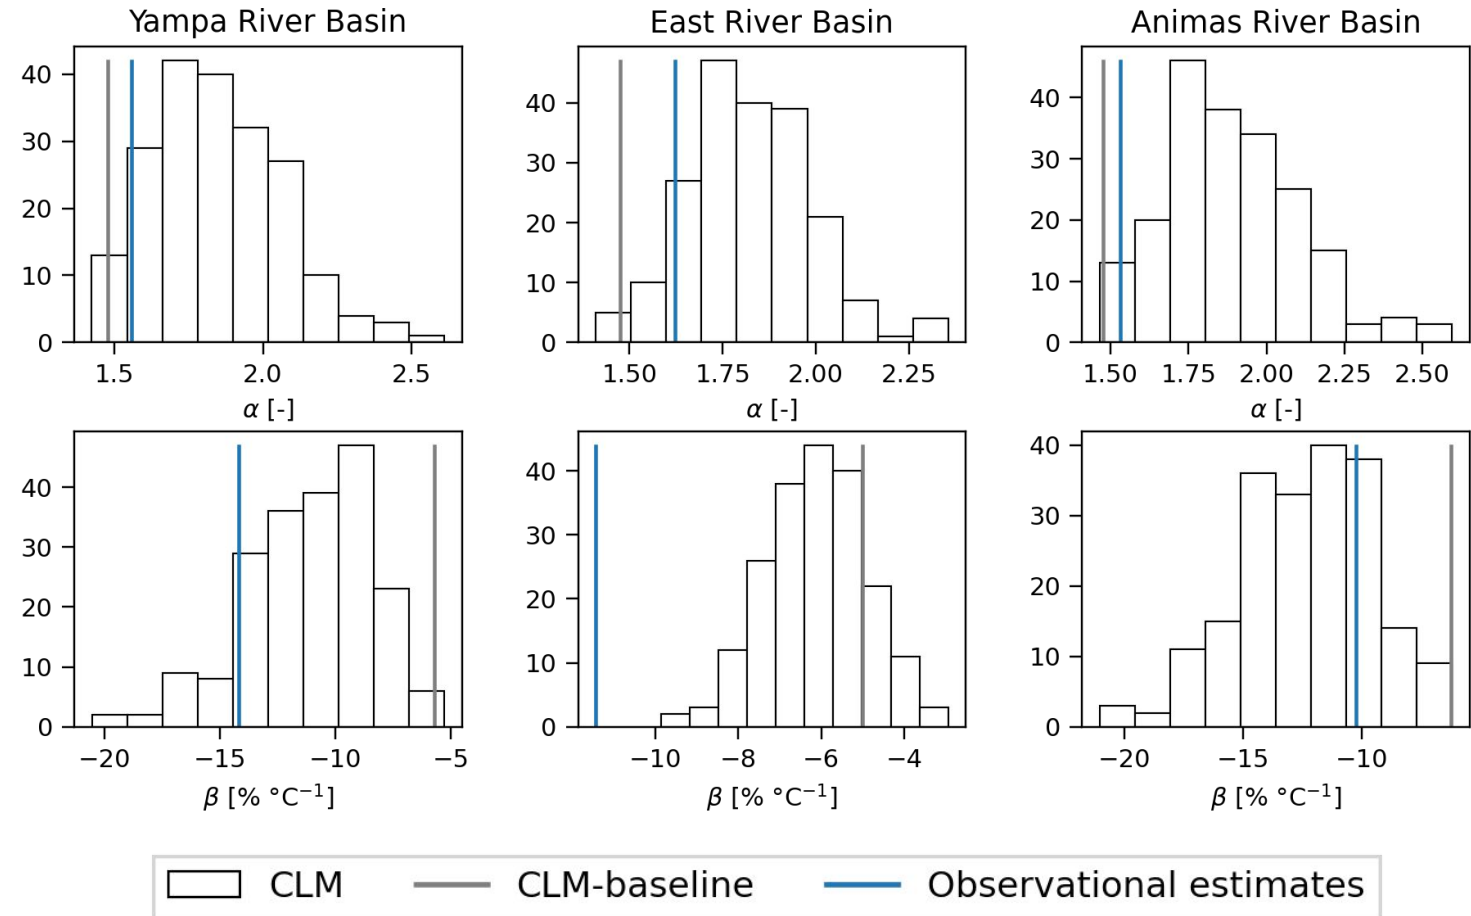 Yampa River Basin
East River Basin
Animas River Basin
40
30
20
10
0
1.5 2.0 2.5
α [-]
40
30
20
10
0
1.50 1.75 2.00 2.25
α [-]
40
30
20
10
0
1.50 1.75 2.00 2.25 2.50
α [-]
40
30
20
10
0
−20 −15 −10 −5
β [% °C⁻¹]
40
30
20
10
0
−10 −8 −6 −4
β [% °C⁻¹]
40
30
20
10
0
−20 −15 −10
β [% °C⁻¹]
CLM CLM-baseline Observational estimates